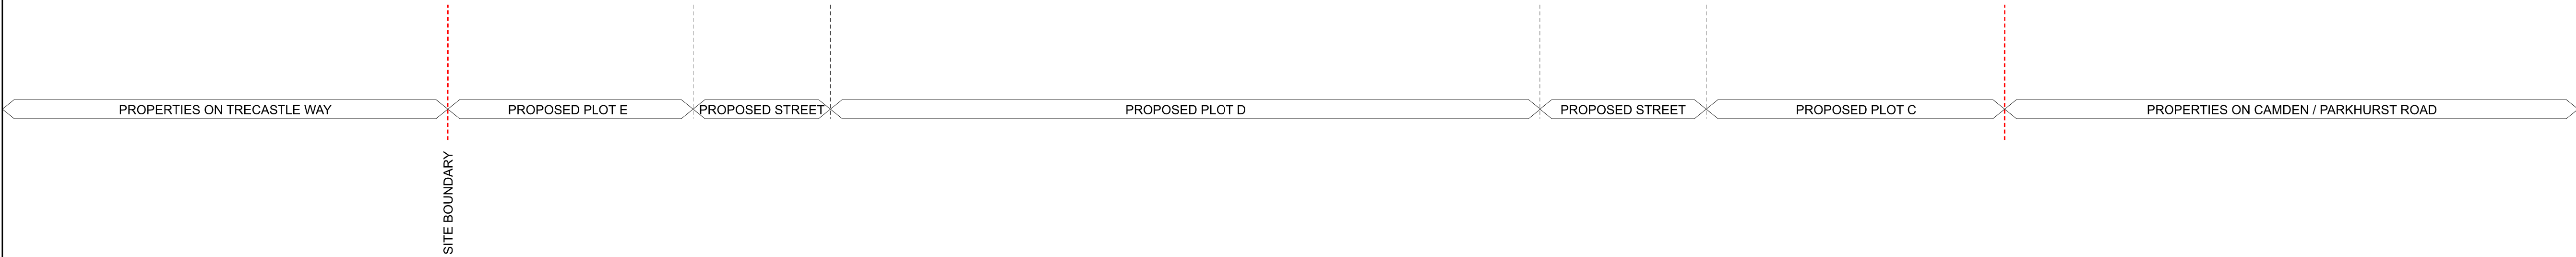 PROPERTIES ON TRECASTLE WAY
PROPOSED PLOT E
PROPOSED STREET
PROPOSED PLOT D
PROPOSED STREET
PROPOSED PLOT C
PROPERTIES ON CAMDEN / PARKHURST ROAD
SITE BOUNDARY